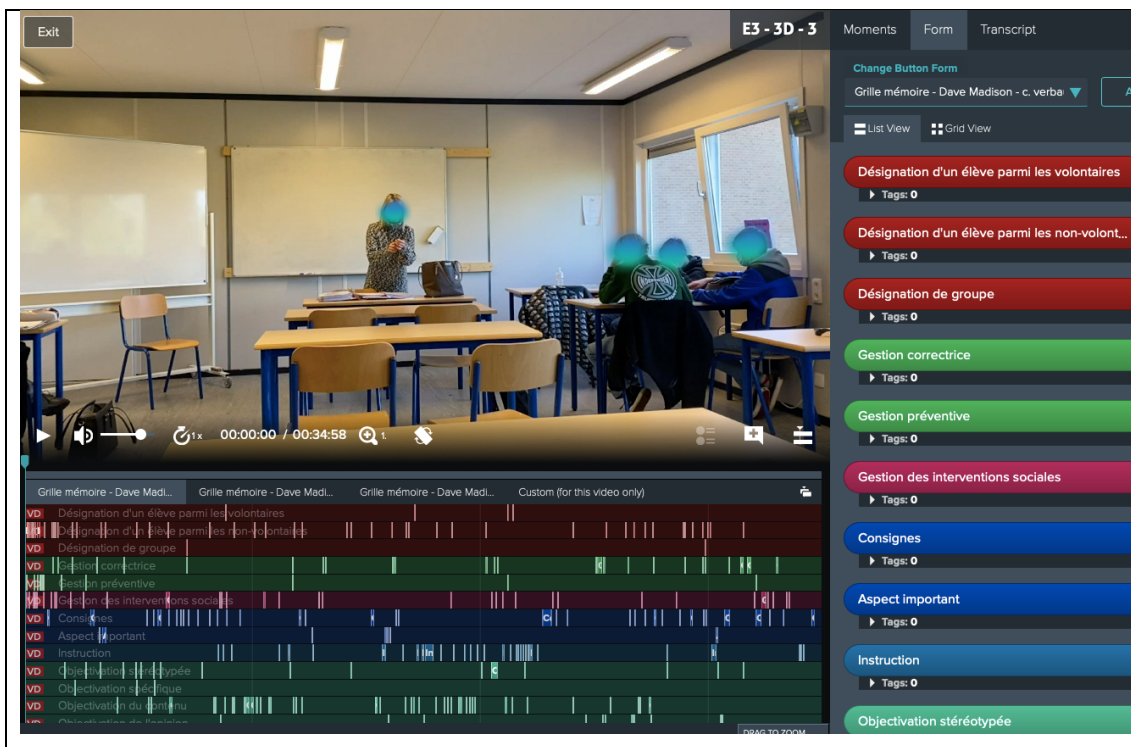 Exit
E3 - 3D - 3
Moments Form Transcript
Change Button Form
Grille mémoire - Dave Madison - c. verba
List View Grid View
Désignation d'un élève parmi les volontaires
Tags: 0
Désignation d'un élève parmi les non-volont...
Tags: 0
Désignation de groupe
Tags: 0
Gestion correctrice
Tags: 0
Gestion préventive
Tags: 0
Gestion des interventions sociales
Tags: 0
Consignes
Tags: 0
Aspect important
Tags: 0
Instruction
Tags: 0
Objectivation stéréotypée
1x 00:00:00 / 00:34:58 1.
Grille mémoire - Dave Madi... Grille mémoire - Dave Madi... Grille mémoire - Dave Madi... Custom (for this video only)
VD Désignation d'un élève parmi les volontaires
Désignation d'un élève parmi les non-volontaires
VD Désignation de groupe
VD Gestion correctrice
VD Gestion préventive
VD Gestion des interventions sociales
VD Consignes
VD Aspect important
VD Instruction
VD Objectivation stéréotypée
VD Objectivation spécifique
VD Objectivation du contenu
VD Objectivation de l'opinion
DRAG TO ZOOM